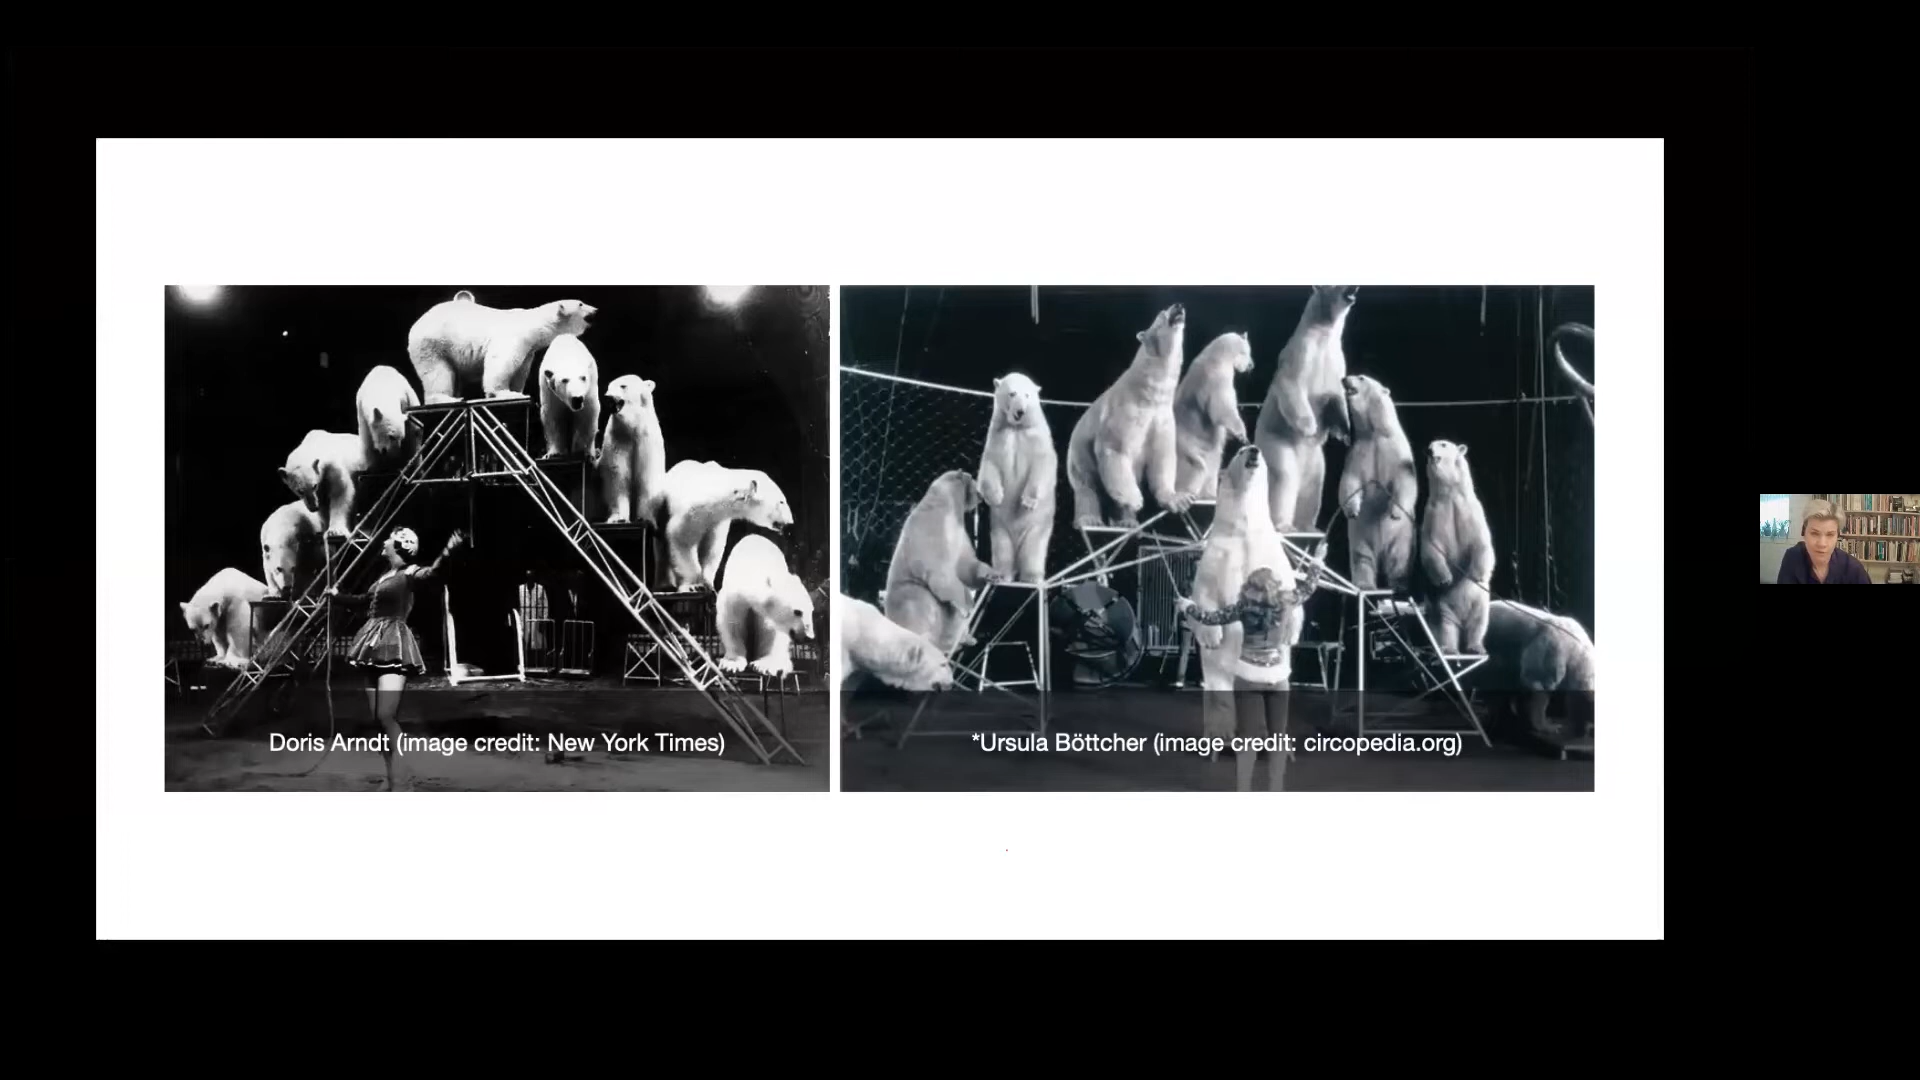 Doris Arndt (image credit: New York Times)
*Ursula Böttcher (image credit: circopedia.org)